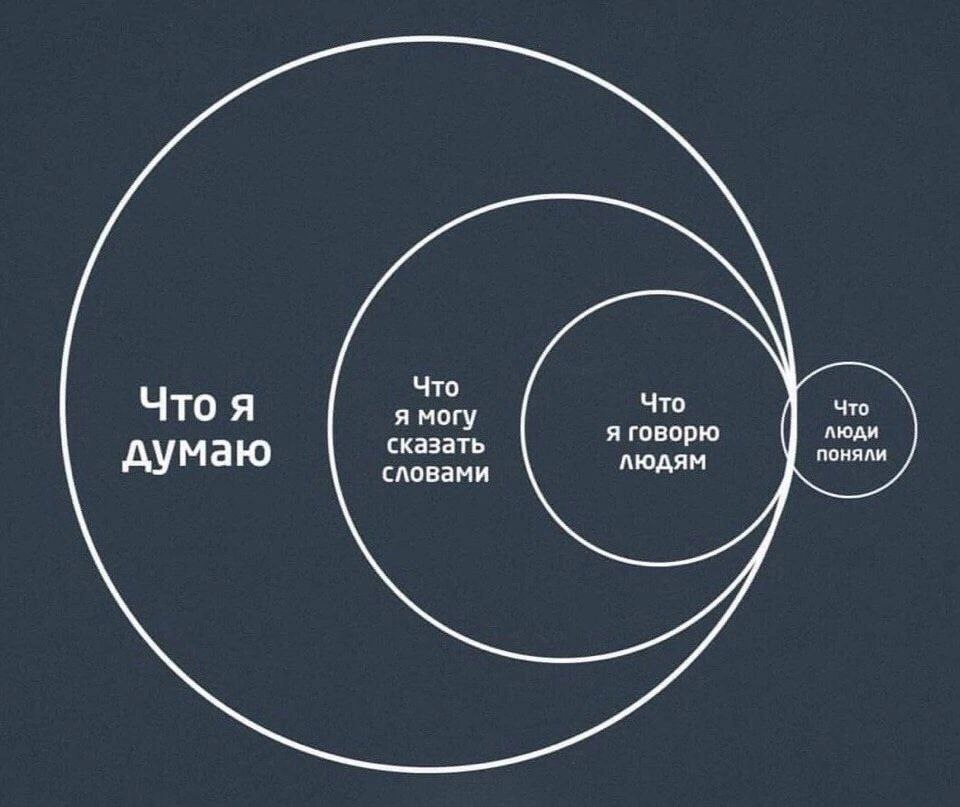 Что я
думаю
Что
я могу
сказать
словами
Что
я говорю
людям
Что
люди
поняли